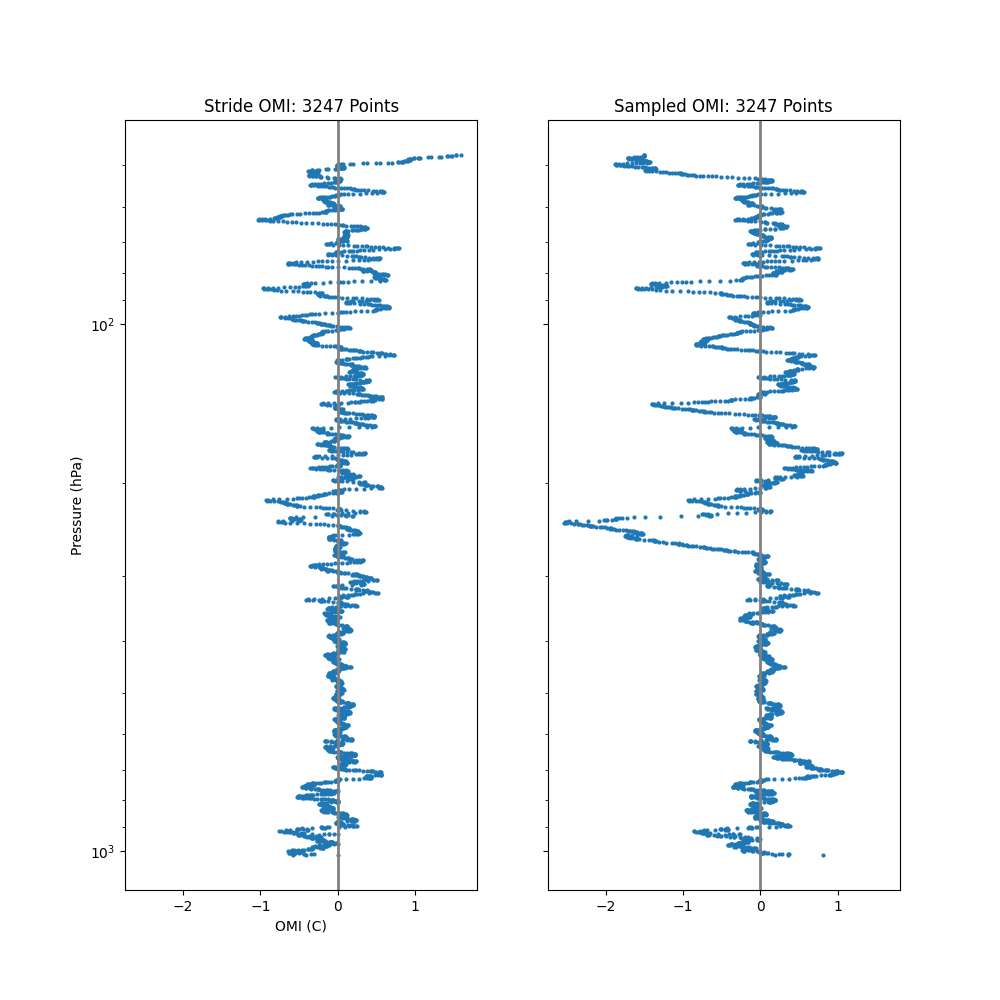 Stride OMI: 3247 Points
Sampled OMI: 3247 Points
Pressure (hPa)
10²
10³
−2 −1 0 1
−2 −1 0 1
OMI (C)